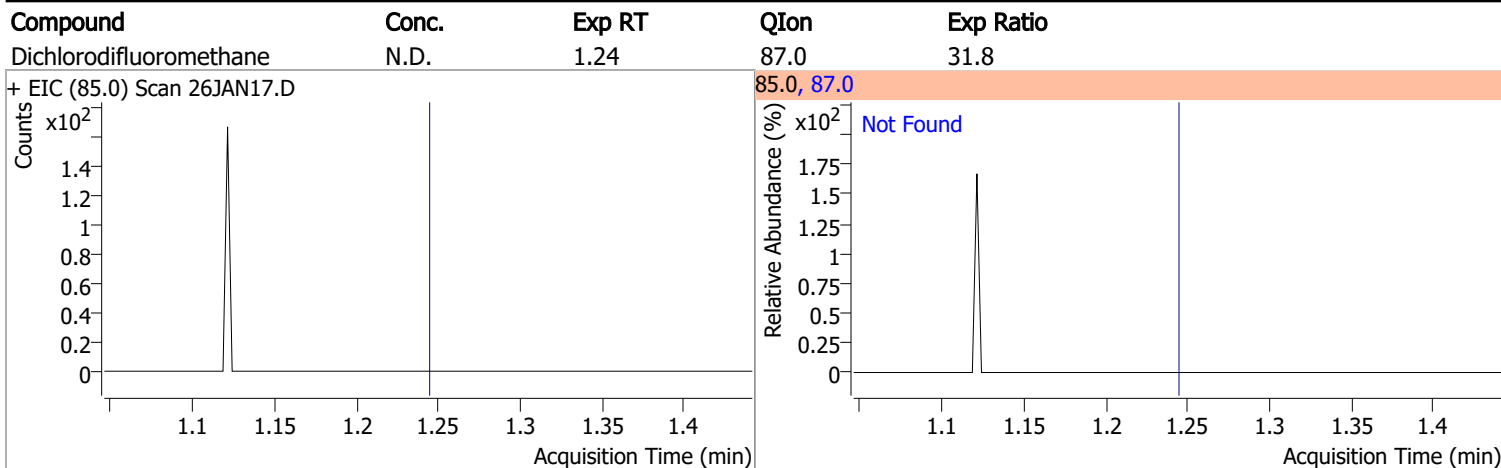 Compound Conc. Exp RT QIon Exp Ratio
Dichlorodifluoromethane N.D. 1.24 87.0 31.8
+ EIC (85.0) Scan 26JAN17.D
Counts
x10²
1.4
1.2
1
0.8
0.6
0.4
0.2
0
1.1 1.15 1.2 1.25 1.3 1.35 1.4
Acquisition Time (min)
85.0, 87.0
Relative Abundance (%)
x10²
Not Found
1.75
1.5
1.25
1
0.75
0.5
0.25
0
1.1 1.15 1.2 1.25 1.3 1.35 1.4
Acquisition Time (min)